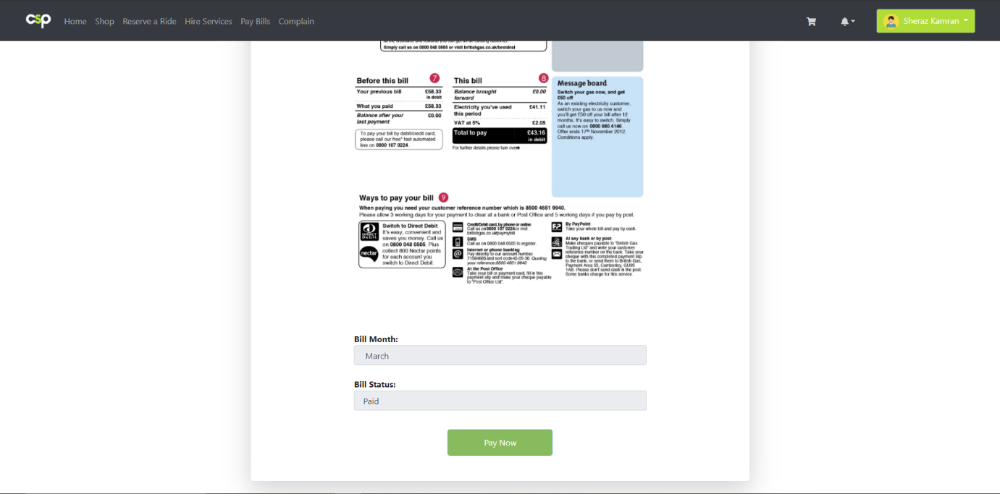 csp Home Shop Reserve a Ride Hire Services Pay Bills Complain Sheraz Kamran
Simply call us on 0800 048 0505 or visit britishgas.co.uk/bestdeal
Before this bill 7
Your previous bill £58.33
in debit
What you paid £58.33
Balance after your £0.00
last payment
To pay your bill by debit/credit card,
please call our free* fast automated
line on 0800 107 0224.
This bill 8
Balance brought £0.00
forward
Electricity you've used £41.11
this period
VAT at 5% £2.05
Total to pay £43.16
in debit
For further details please turn over
Message board
Switch your gas now, and get
£50 off
As an existing electricity customer,
switch your gas to us now and
you'll get £50 off your bill after 12
months. It's easy to switch. Simply
call us now on 0800 980 4146.
Offer ends 17th November 2012.
Conditions apply.
Ways to pay your bill 9
When paying you need your customer reference number which is 8500 4651 9940.
Please allow 3 working days for your payment to clear at a bank or Post Office and 5 working days if you pay by post.
DIRECT
Debit
nectar
Switch to Direct Debit
It's easy, convenient and
saves you money. Call us
on 0800 048 0505. Plus
collect 800 Nectar points
for each account you
switch to Direct Debit.
Credit/Debit card, by phone or online
Call us on 0800 107 0224 or visit
britishgas.co.uk/paymybill
SMS
Call us on 0800 048 0505 to register.
@
Internet or phone banking
Pay directly to our account number
71584685 and sort code 40-05-30. Quoting
your reference: 8500 4651 9940
At the Post Office
Take your bill or payment card, fill in this
payment slip and make your cheque payable
to "Post Office Ltd".
By PayPoint
Take your whole bill and pay by cash.
At any bank or by post
Make cheques payable to "British Gas
Trading Ltd" and write your customer
reference number on the back. Take your
cheque with this completed payment slip
to the bank, or send them to British Gas,
Payment Area 55, Camberley, GU95
1AB. Please don't send cash in the post.
Some banks charge for this service.
Bill Month:
March
Bill Status:
Paid
Pay Now